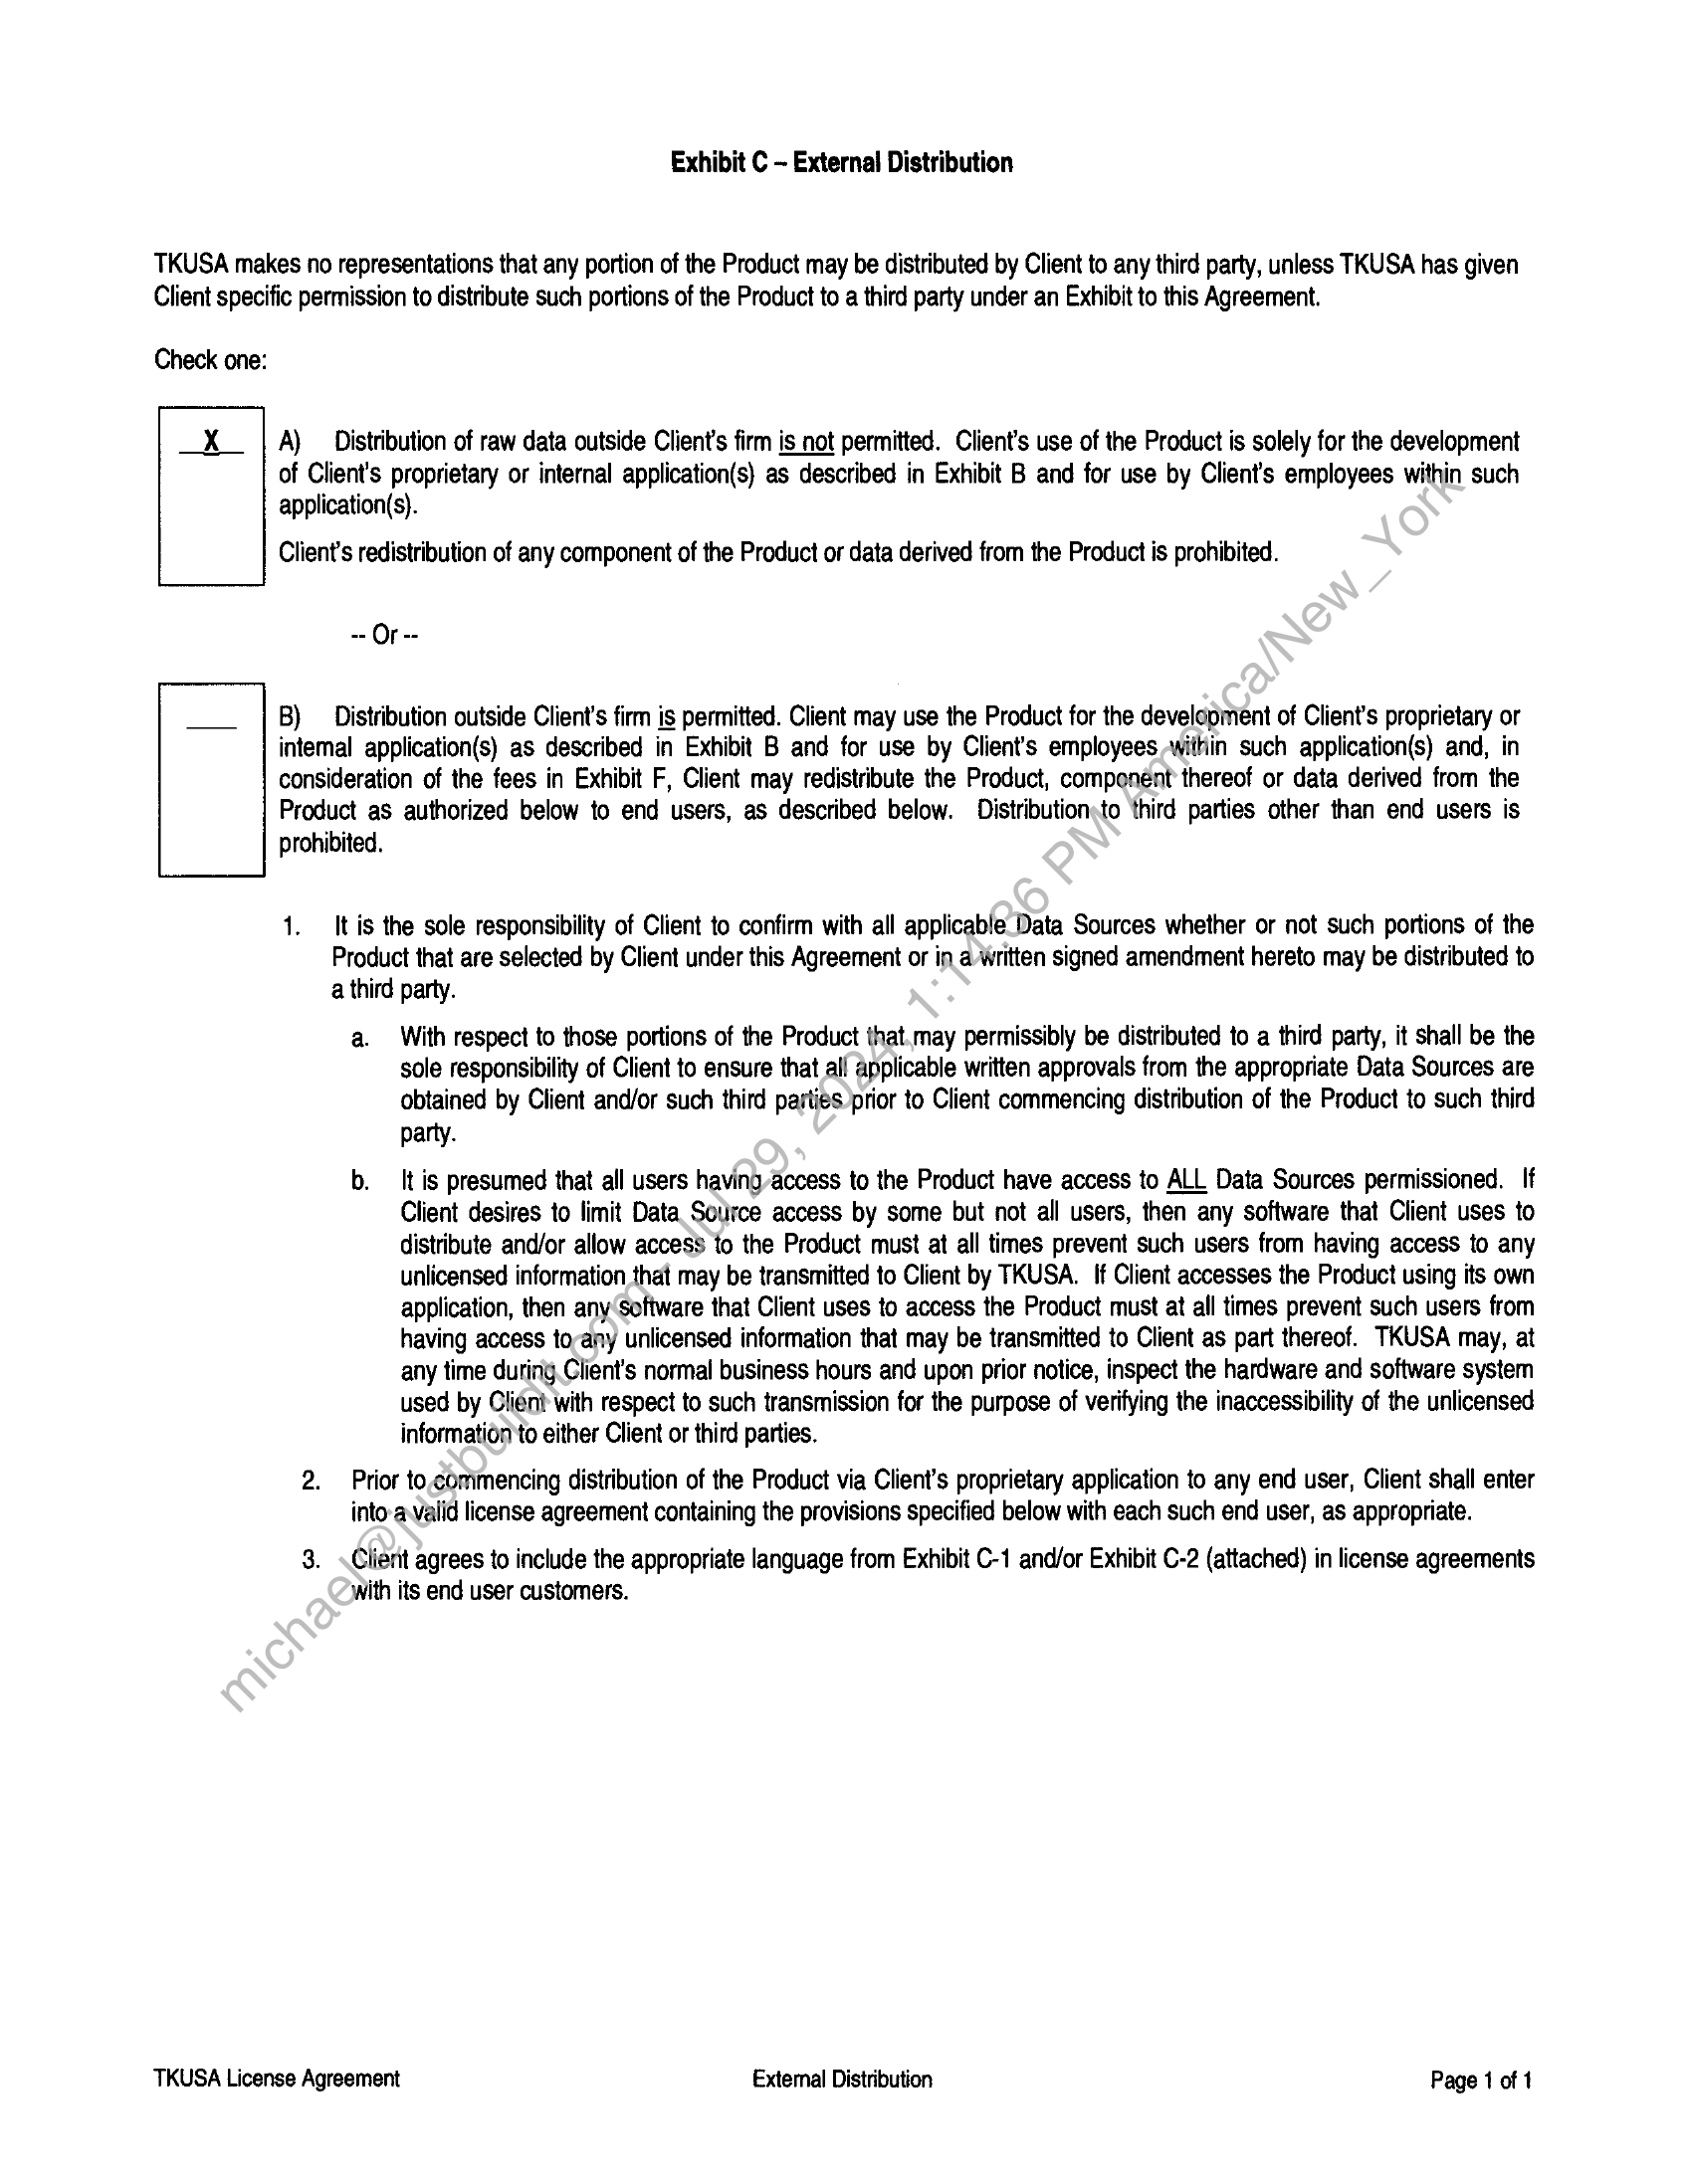 Exhibit C – External Distribution
TKUSA makes no representations that any portion of the Product may be distributed by Client to any third party, unless TKUSA has given
Client specific permission to distribute such portions of the Product to a third party under an Exhibit to this Agreement.
Check one:
X
A) Distribution of raw data outside Client's firm is not permitted. Client's use of the Product is solely for the development
of Client's proprietary or internal application(s) as described in Exhibit B and for use by Client's employees within such
application(s).
Client's redistribution of any component of the Product or data derived from the Product is prohibited.
-- Or --
B) Distribution outside Client's firm is permitted. Client may use the Product for the development of Client's proprietary or
internal application(s) as described in Exhibit B and for use by Client's employees within such application(s) and, in
consideration of the fees in Exhibit F, Client may redistribute the Product, component thereof or data derived from the
Product as authorized below to end users, as described below. Distribution to third parties other than end users is
prohibited.
1. It is the sole responsibility of Client to confirm with all applicable Data Sources whether or not such portions of the
Product that are selected by Client under this Agreement or in a written signed amendment hereto may be distributed to
a third party.
a. With respect to those portions of the Product that may permissibly be distributed to a third party, it shall be the
sole responsibility of Client to ensure that all applicable written approvals from the appropriate Data Sources are
obtained by Client and/or such third parties prior to Client commencing distribution of the Product to such third
party.
b. It is presumed that all users having access to the Product have access to ALL Data Sources permissioned. If
Client desires to limit Data Source access by some but not all users, then any software that Client uses to
distribute and/or allow access to the Product must at all times prevent such users from having access to any
unlicensed information that may be transmitted to Client by TKUSA. If Client accesses the Product using its own
application, then any software that Client uses to access the Product must at all times prevent such users from
having access to any unlicensed information that may be transmitted to Client as part thereof. TKUSA may, at
any time during Client's normal business hours and upon prior notice, inspect the hardware and software system
used by Client with respect to such transmission for the purpose of verifying the inaccessibility of the unlicensed
information to either Client or third parties.
2. Prior to commencing distribution of the Product via Client's proprietary application to any end user, Client shall enter
into a valid license agreement containing the provisions specified below with each such end user, as appropriate.
3. Client agrees to include the appropriate language from Exhibit C-1 and/or Exhibit C-2 (attached) in license agreements
with its end user customers.
michael@justbuildit.com - Jul 29, 2024, 1:14:36 PM America/New_York
TKUSA License Agreement External Distribution Page 1 of 1